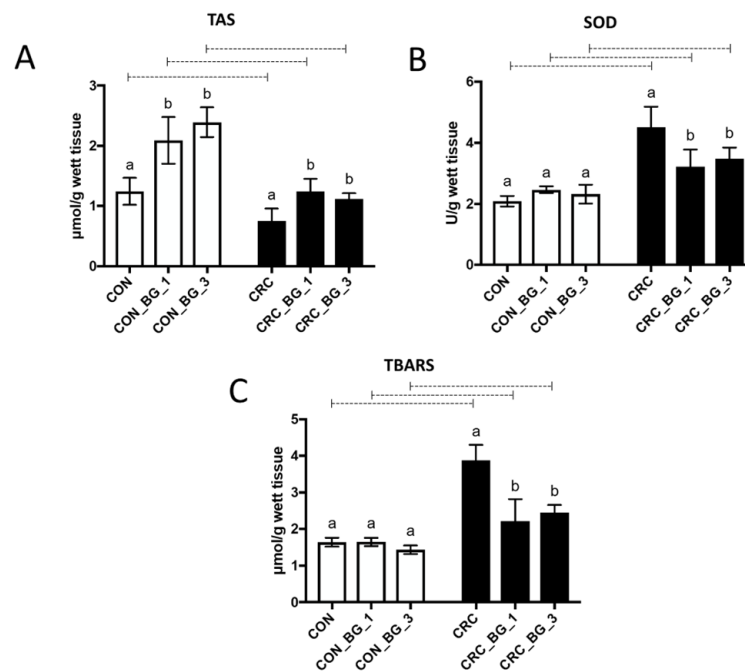 TAS
A
µmol/g wett tissue
3
2
1
0
a
b
b
a
b
b
CON
CON_BG_1
CON_BG_3
CRC
CRC_BG_1
CRC_BG_3
SOD
B
U/g wett tissue
6
4
2
0
a
a
a
a
b
b
CON
CON_BG_1
CON_BG_3
CRC
CRC_BG_1
CRC_BG_3
TBARS
C
µmol/g wett tissue
5
4
3
2
1
0
a
a
a
a
b
b
CON
CON_BG_1
CON_BG_3
CRC
CRC_BG_1
CRC_BG_3